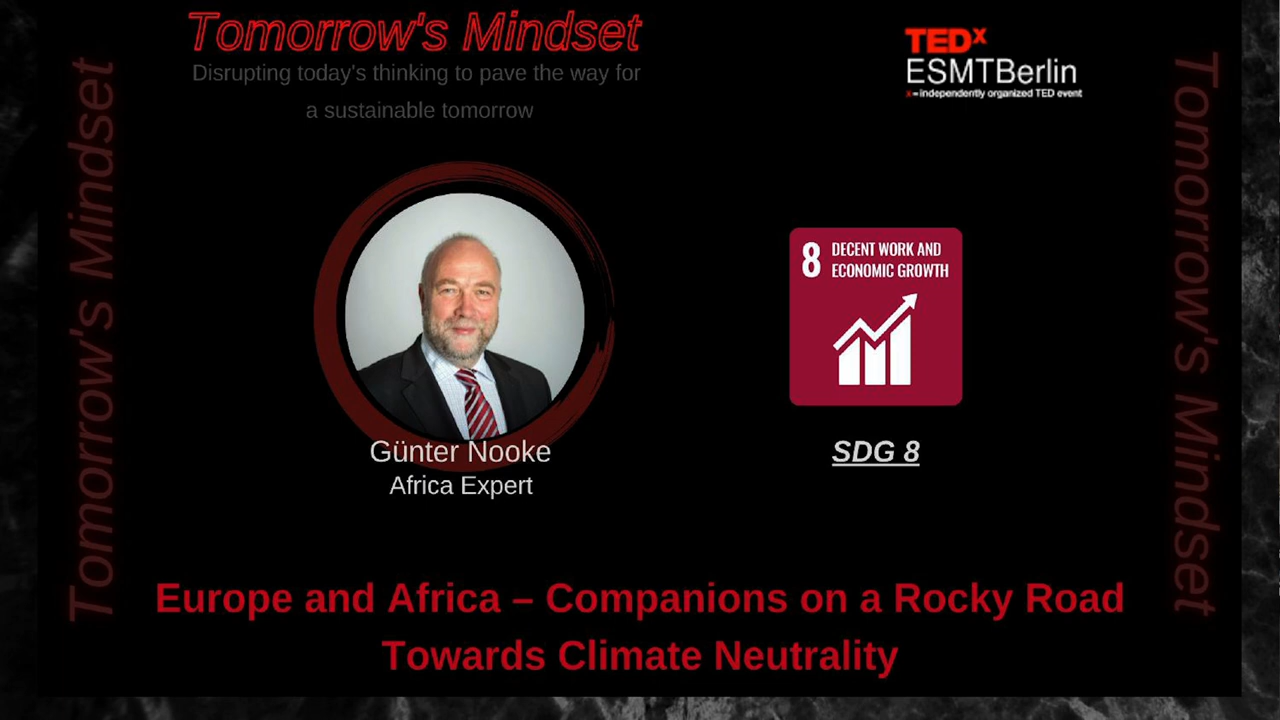 Tomorrow's Mindset
Disrupting today's thinking to pave the way for
a sustainable tomorrow
TEDx
ESMTBerlin
x=independently organized TED event
Tomorrow's Mindset
Tomorrow's Mindset
8 DECENT WORK AND
ECONOMIC GROWTH
Günter Nooke
Africa Expert
SDG 8
Europe and Africa – Companions on a Rocky Road
Towards Climate Neutrality